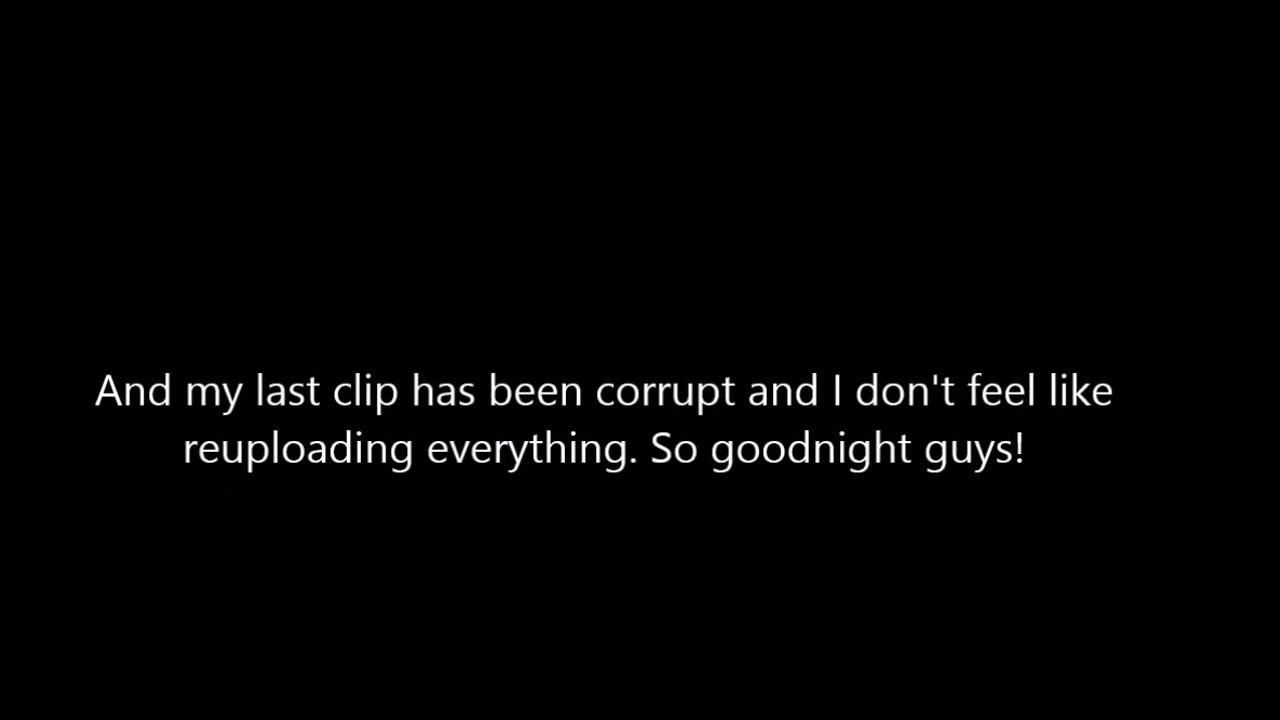 And my last clip has been corrupt and I don't feel like
reuploading everything. So goodnight guys!